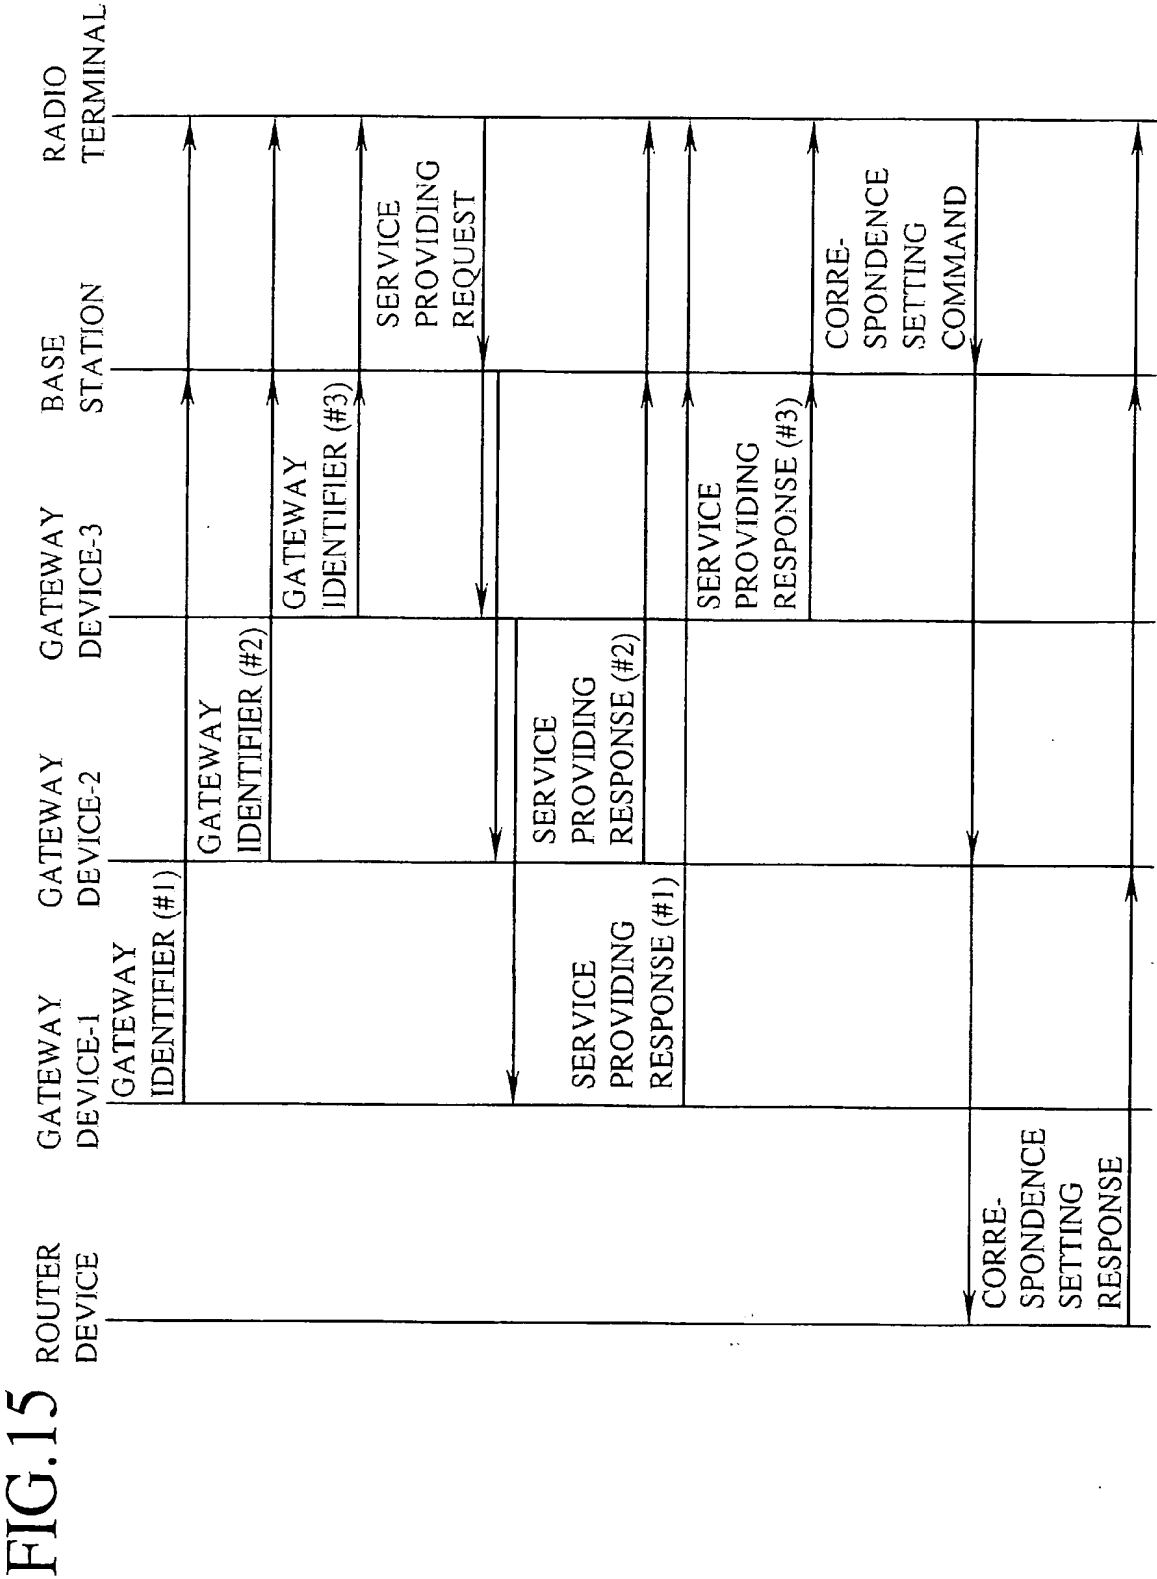 FIG.15
ROUTER
DEVICE
GATEWAY
DEVICE-1
GATEWAY
DEVICE-2
GATEWAY
DEVICE-3
BASE
STATION
RADIO
TERMINAL
GATEWAY
IDENTIFIER (#1)
GATEWAY
IDENTIFIER (#2)
GATEWAY
IDENTIFIER (#3)
SERVICE
PROVIDING
REQUEST
SERVICE
PROVIDING
RESPONSE (#2)
SERVICE
PROVIDING
RESPONSE (#1)
SERVICE
PROVIDING
RESPONSE (#3)
CORRE-
SPONDENCE
SETTING
COMMAND
CORRE-
SPONDENCE
SETTING
RESPONSE